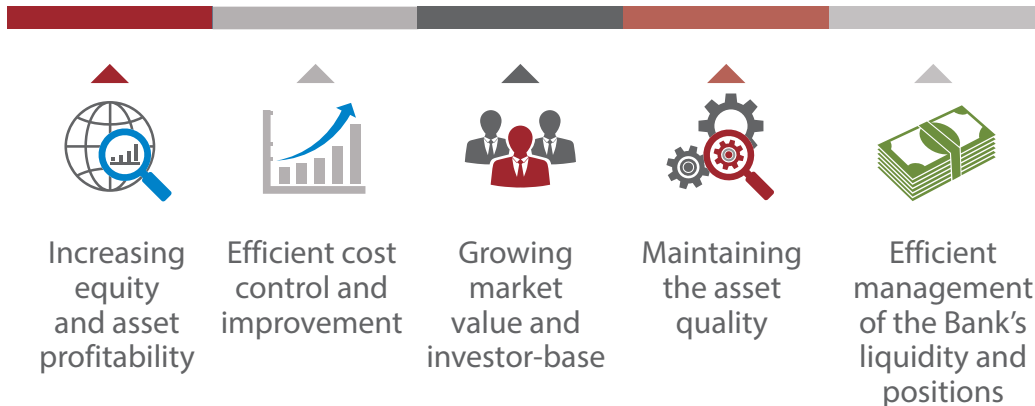 Increasing
equity
and asset
profitability
Efficient cost
control and
improvement
Growing
market
value and
investor-base
Maintaining
the asset
quality
Efficient
management
of the Bank’s
liquidity and
positions